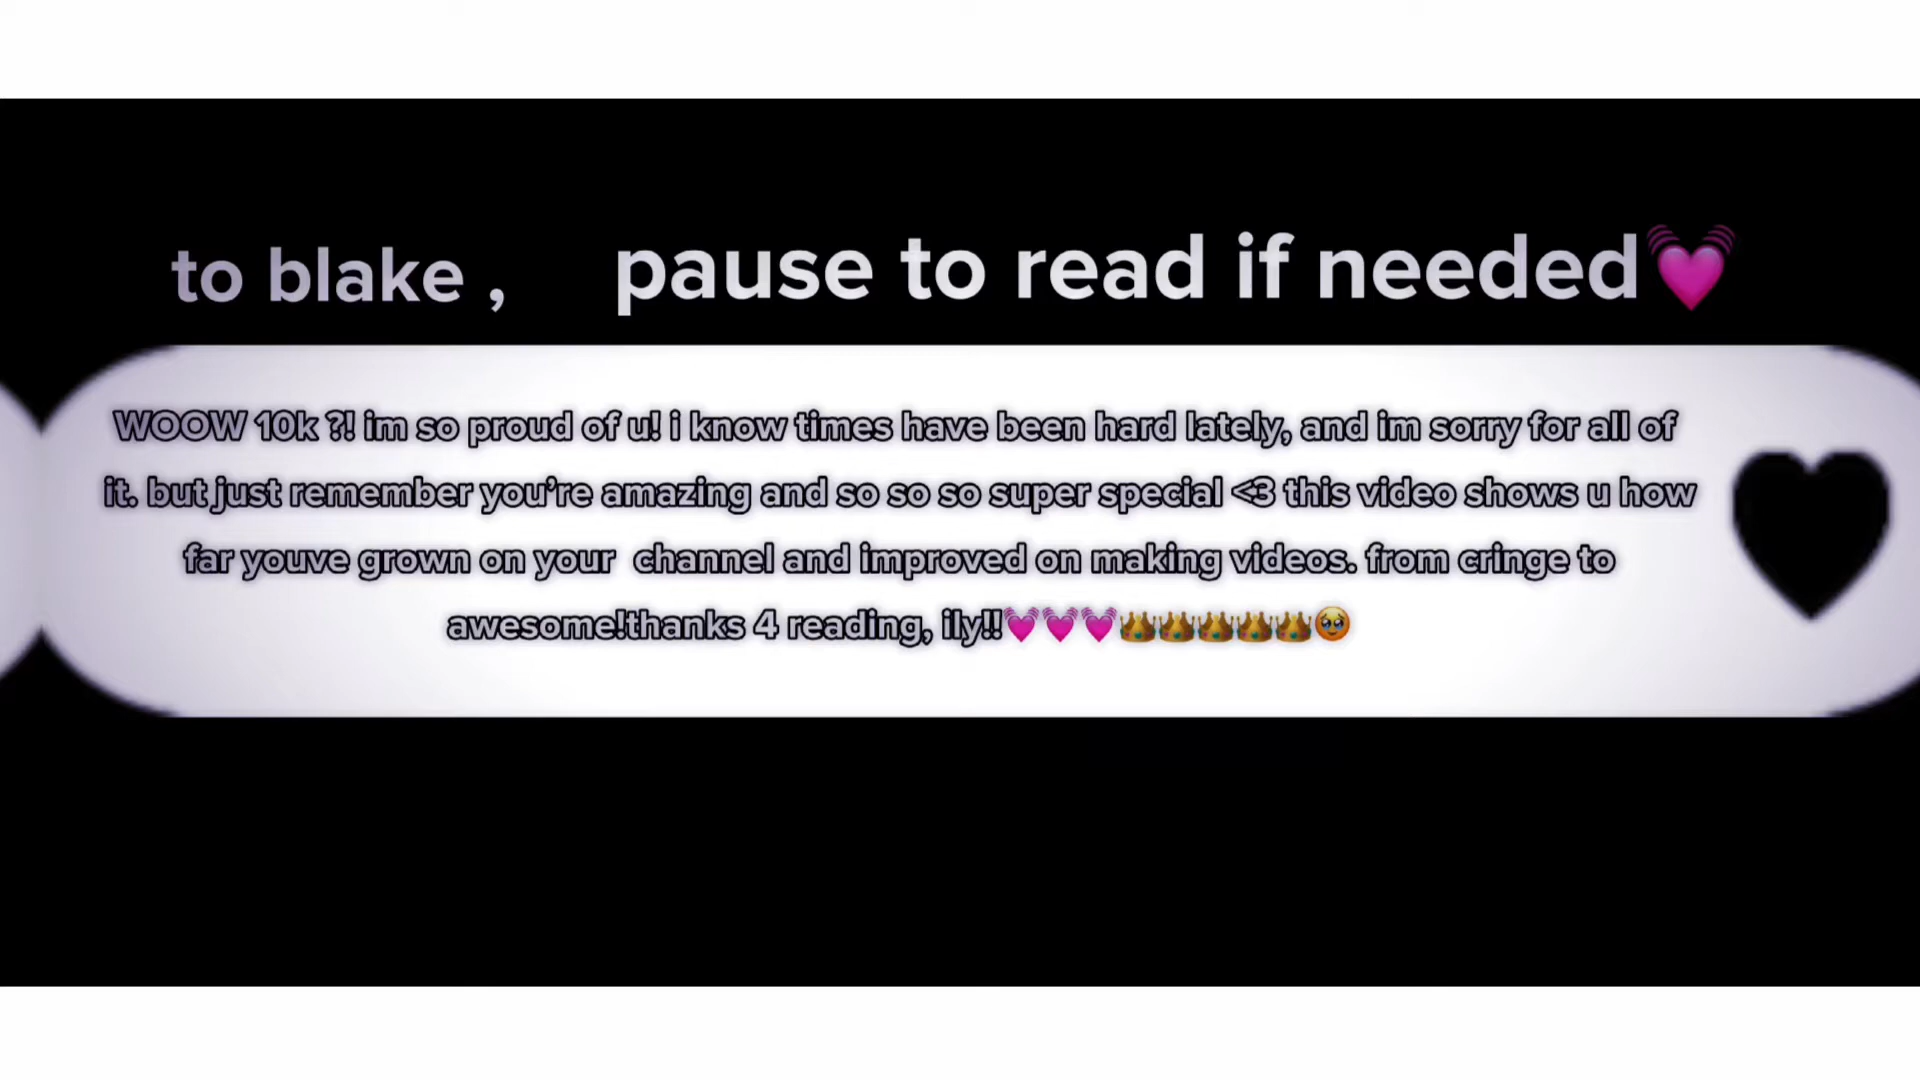 to blake , pause to read if needed💓
WOOW 10k ?! im so proud of u! i know times have been hard lately, and im sorry for all of
it. but just remember you’re amazing and so so so super special <3 this video shows u how
far youve grown on your  channel and improved on making videos. from cringe to
awesome!thanks 4 reading, ily!!💓💓💓👑👑👑👑👑🥹